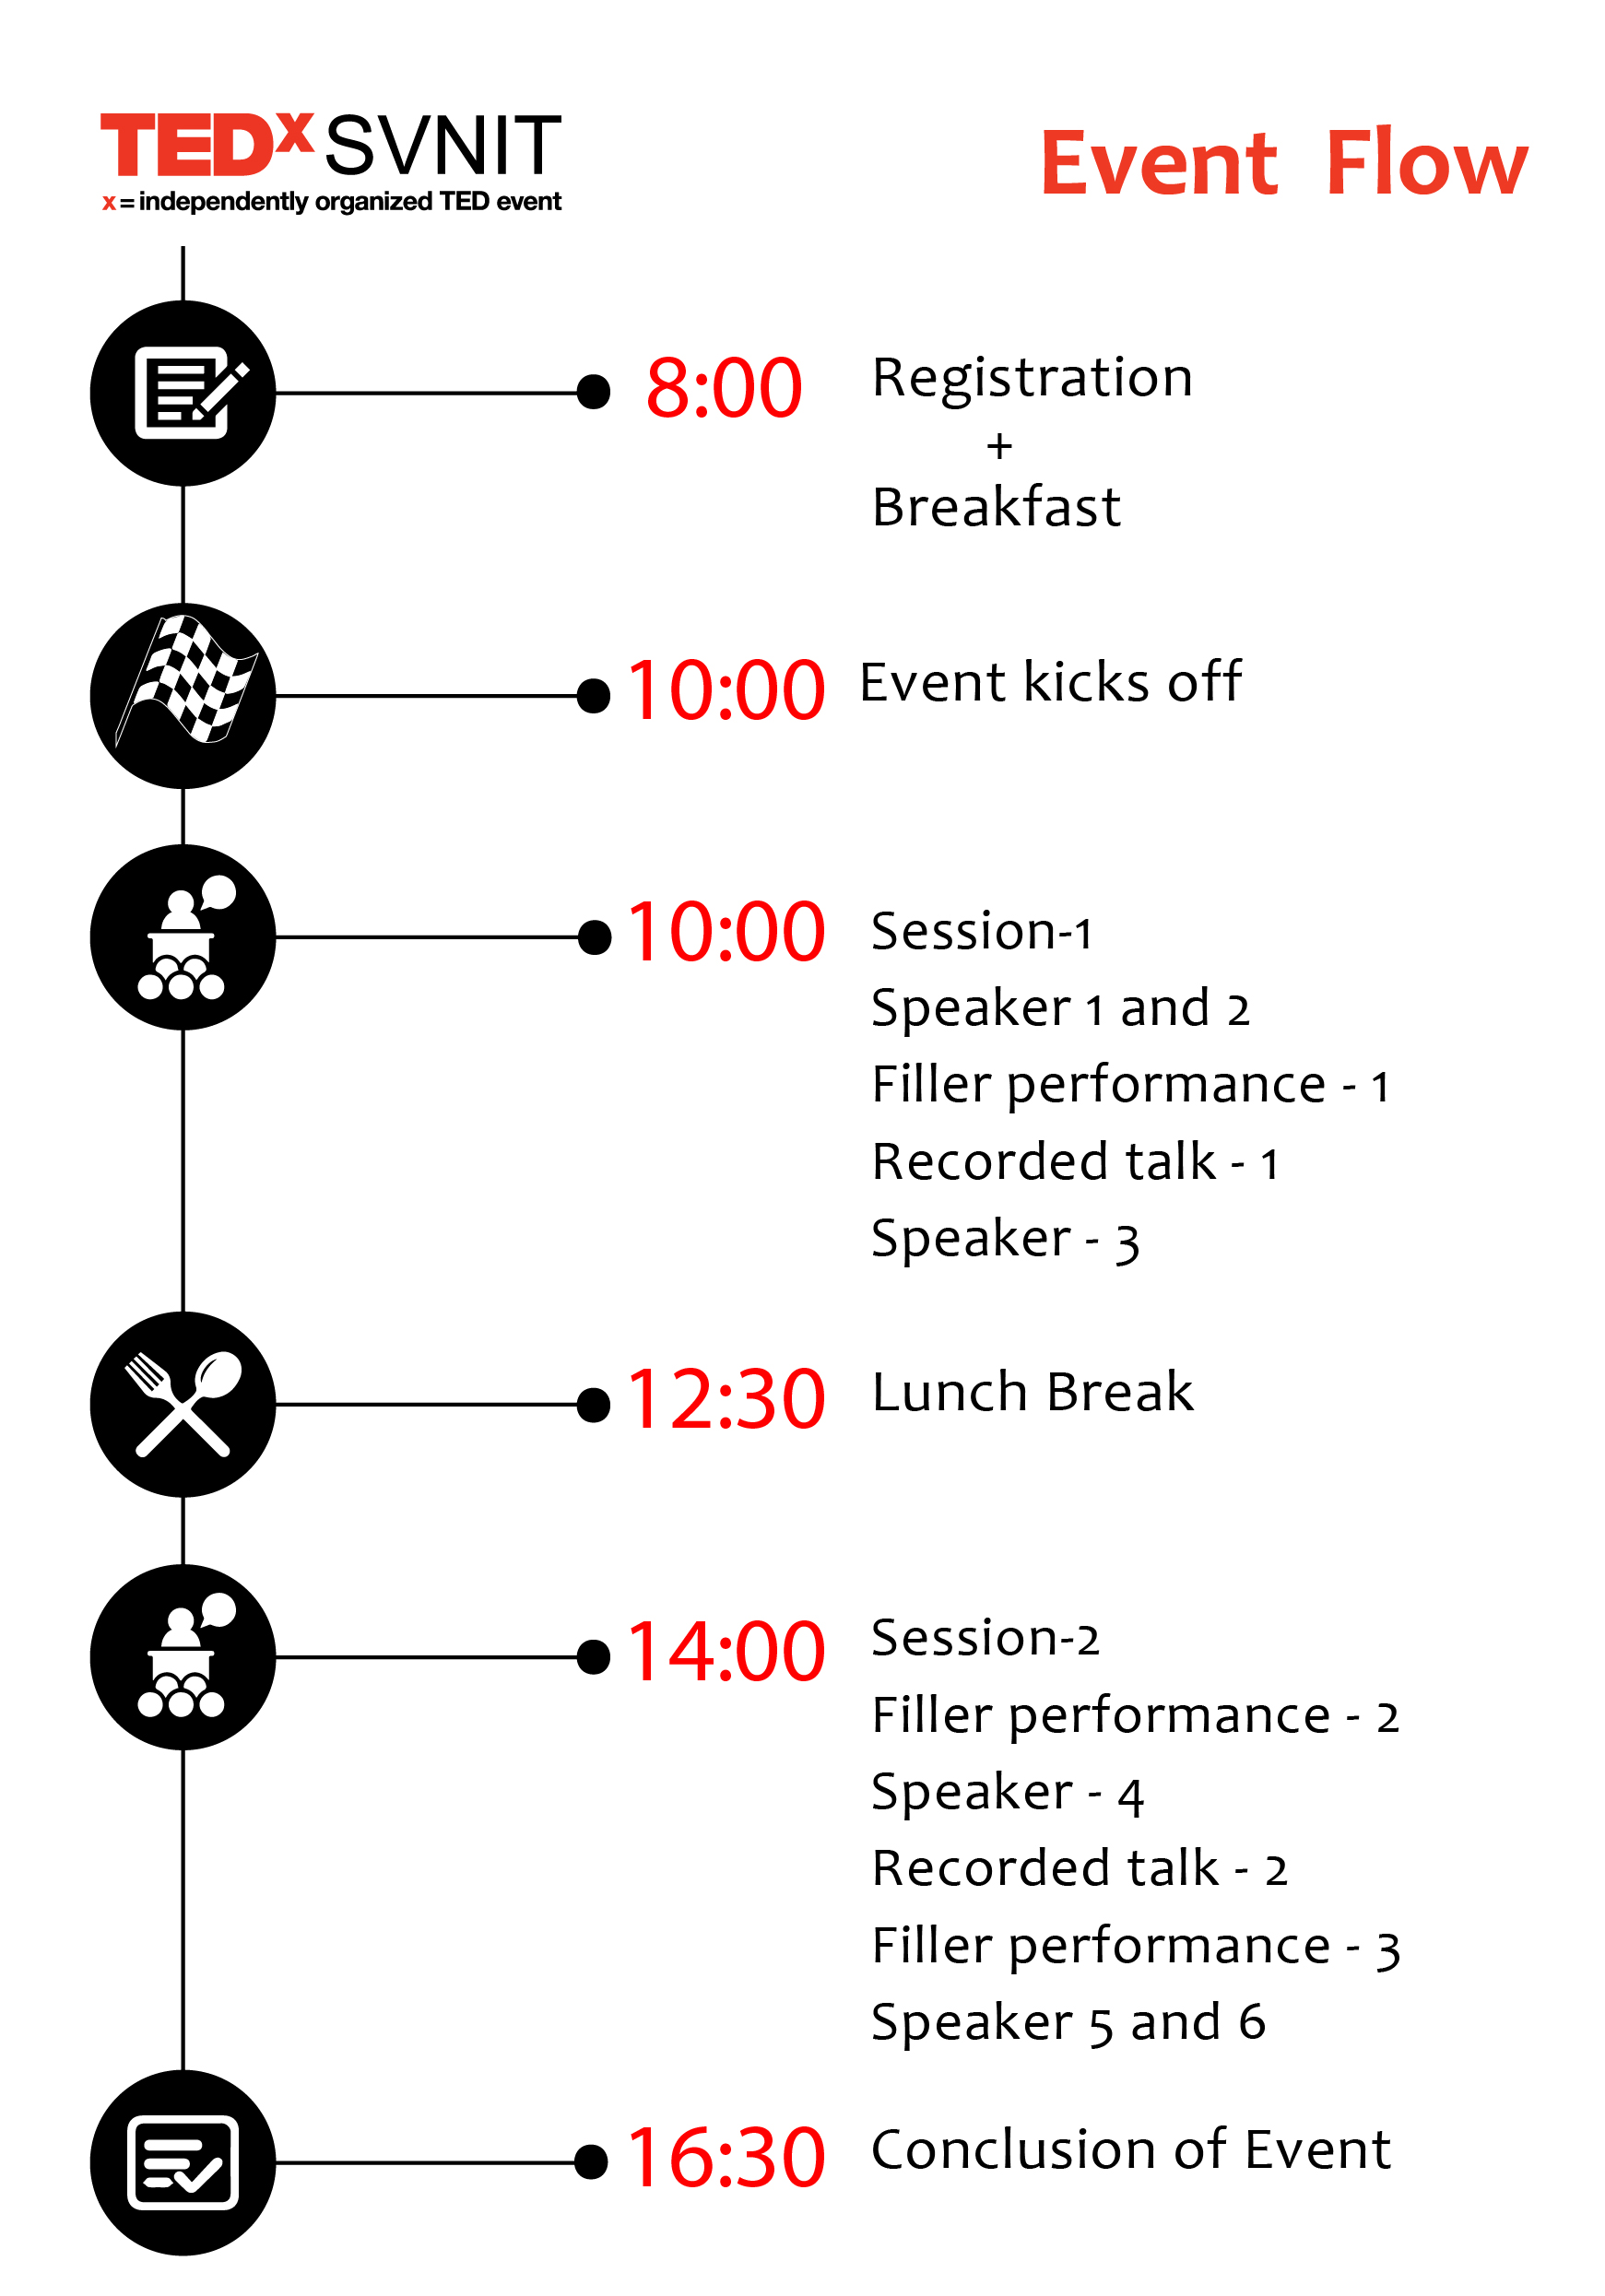 TEDx SVNIT
x = independently organized TED event
Event Flow
8:00 Registration
+
Breakfast
10:00 Event kicks off
10:00 Session-1
Speaker 1 and 2
Filler performance - 1
Recorded talk - 1
Speaker - 3
12:30 Lunch Break
14:00 Session-2
Filler performance - 2
Speaker - 4
Recorded talk - 2
Filler performance - 3
Speaker 5 and 6
16:30 Conclusion of Event